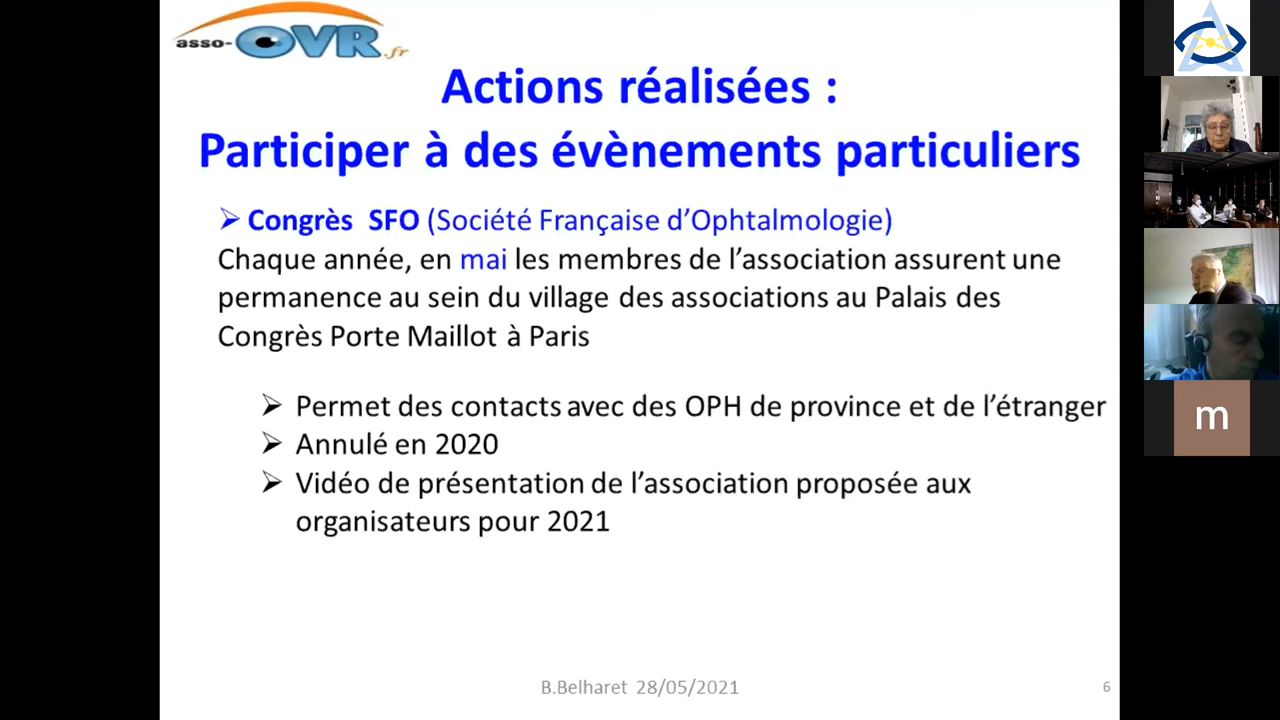 asso-OVR.fr
Actions réalisées :
Participer à des évènements particuliers
➢ Congrès SFO (Société Française d’Ophtalmologie)
Chaque année, en mai les membres de l’association assurent une
permanence au sein du village des associations au Palais des
Congrès Porte Maillot à Paris
➢ Permet des contacts avec des OPH de province et de l’étranger
➢ Annulé en 2020
➢ Vidéo de présentation de l’association proposée aux
organisateurs pour 2021
B.Belharet 28/05/2021
6
m